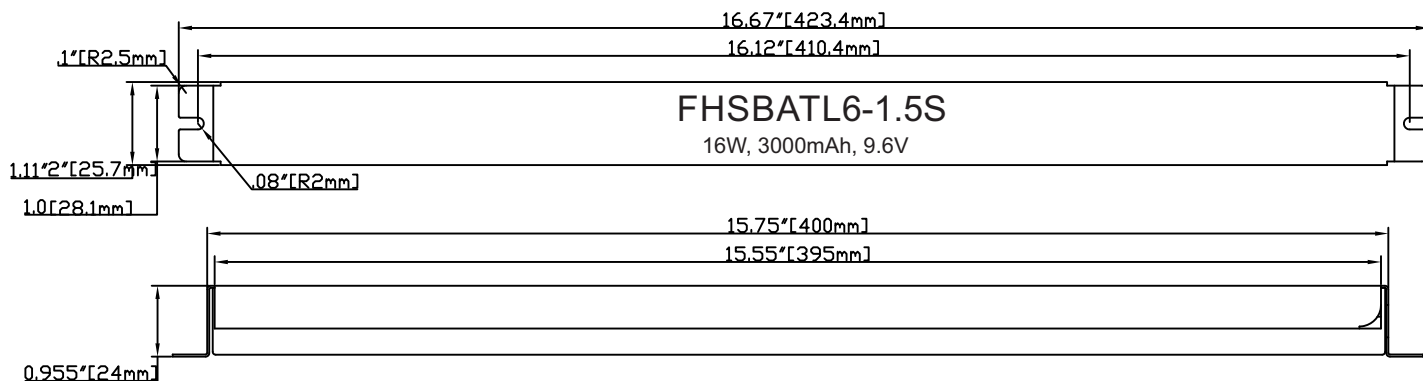 16.67"[423.4mm]
16.12"[410.4mm]
.1"[R2.5mm]
FHSBATL6-1.5S
16W, 3000mAh, 9.6V
1.11"2"[25.7mm]
.08"[R2mm]
1.0[28.1mm]
15.75"[400mm]
15.55"[395mm]
0.955"[24mm]